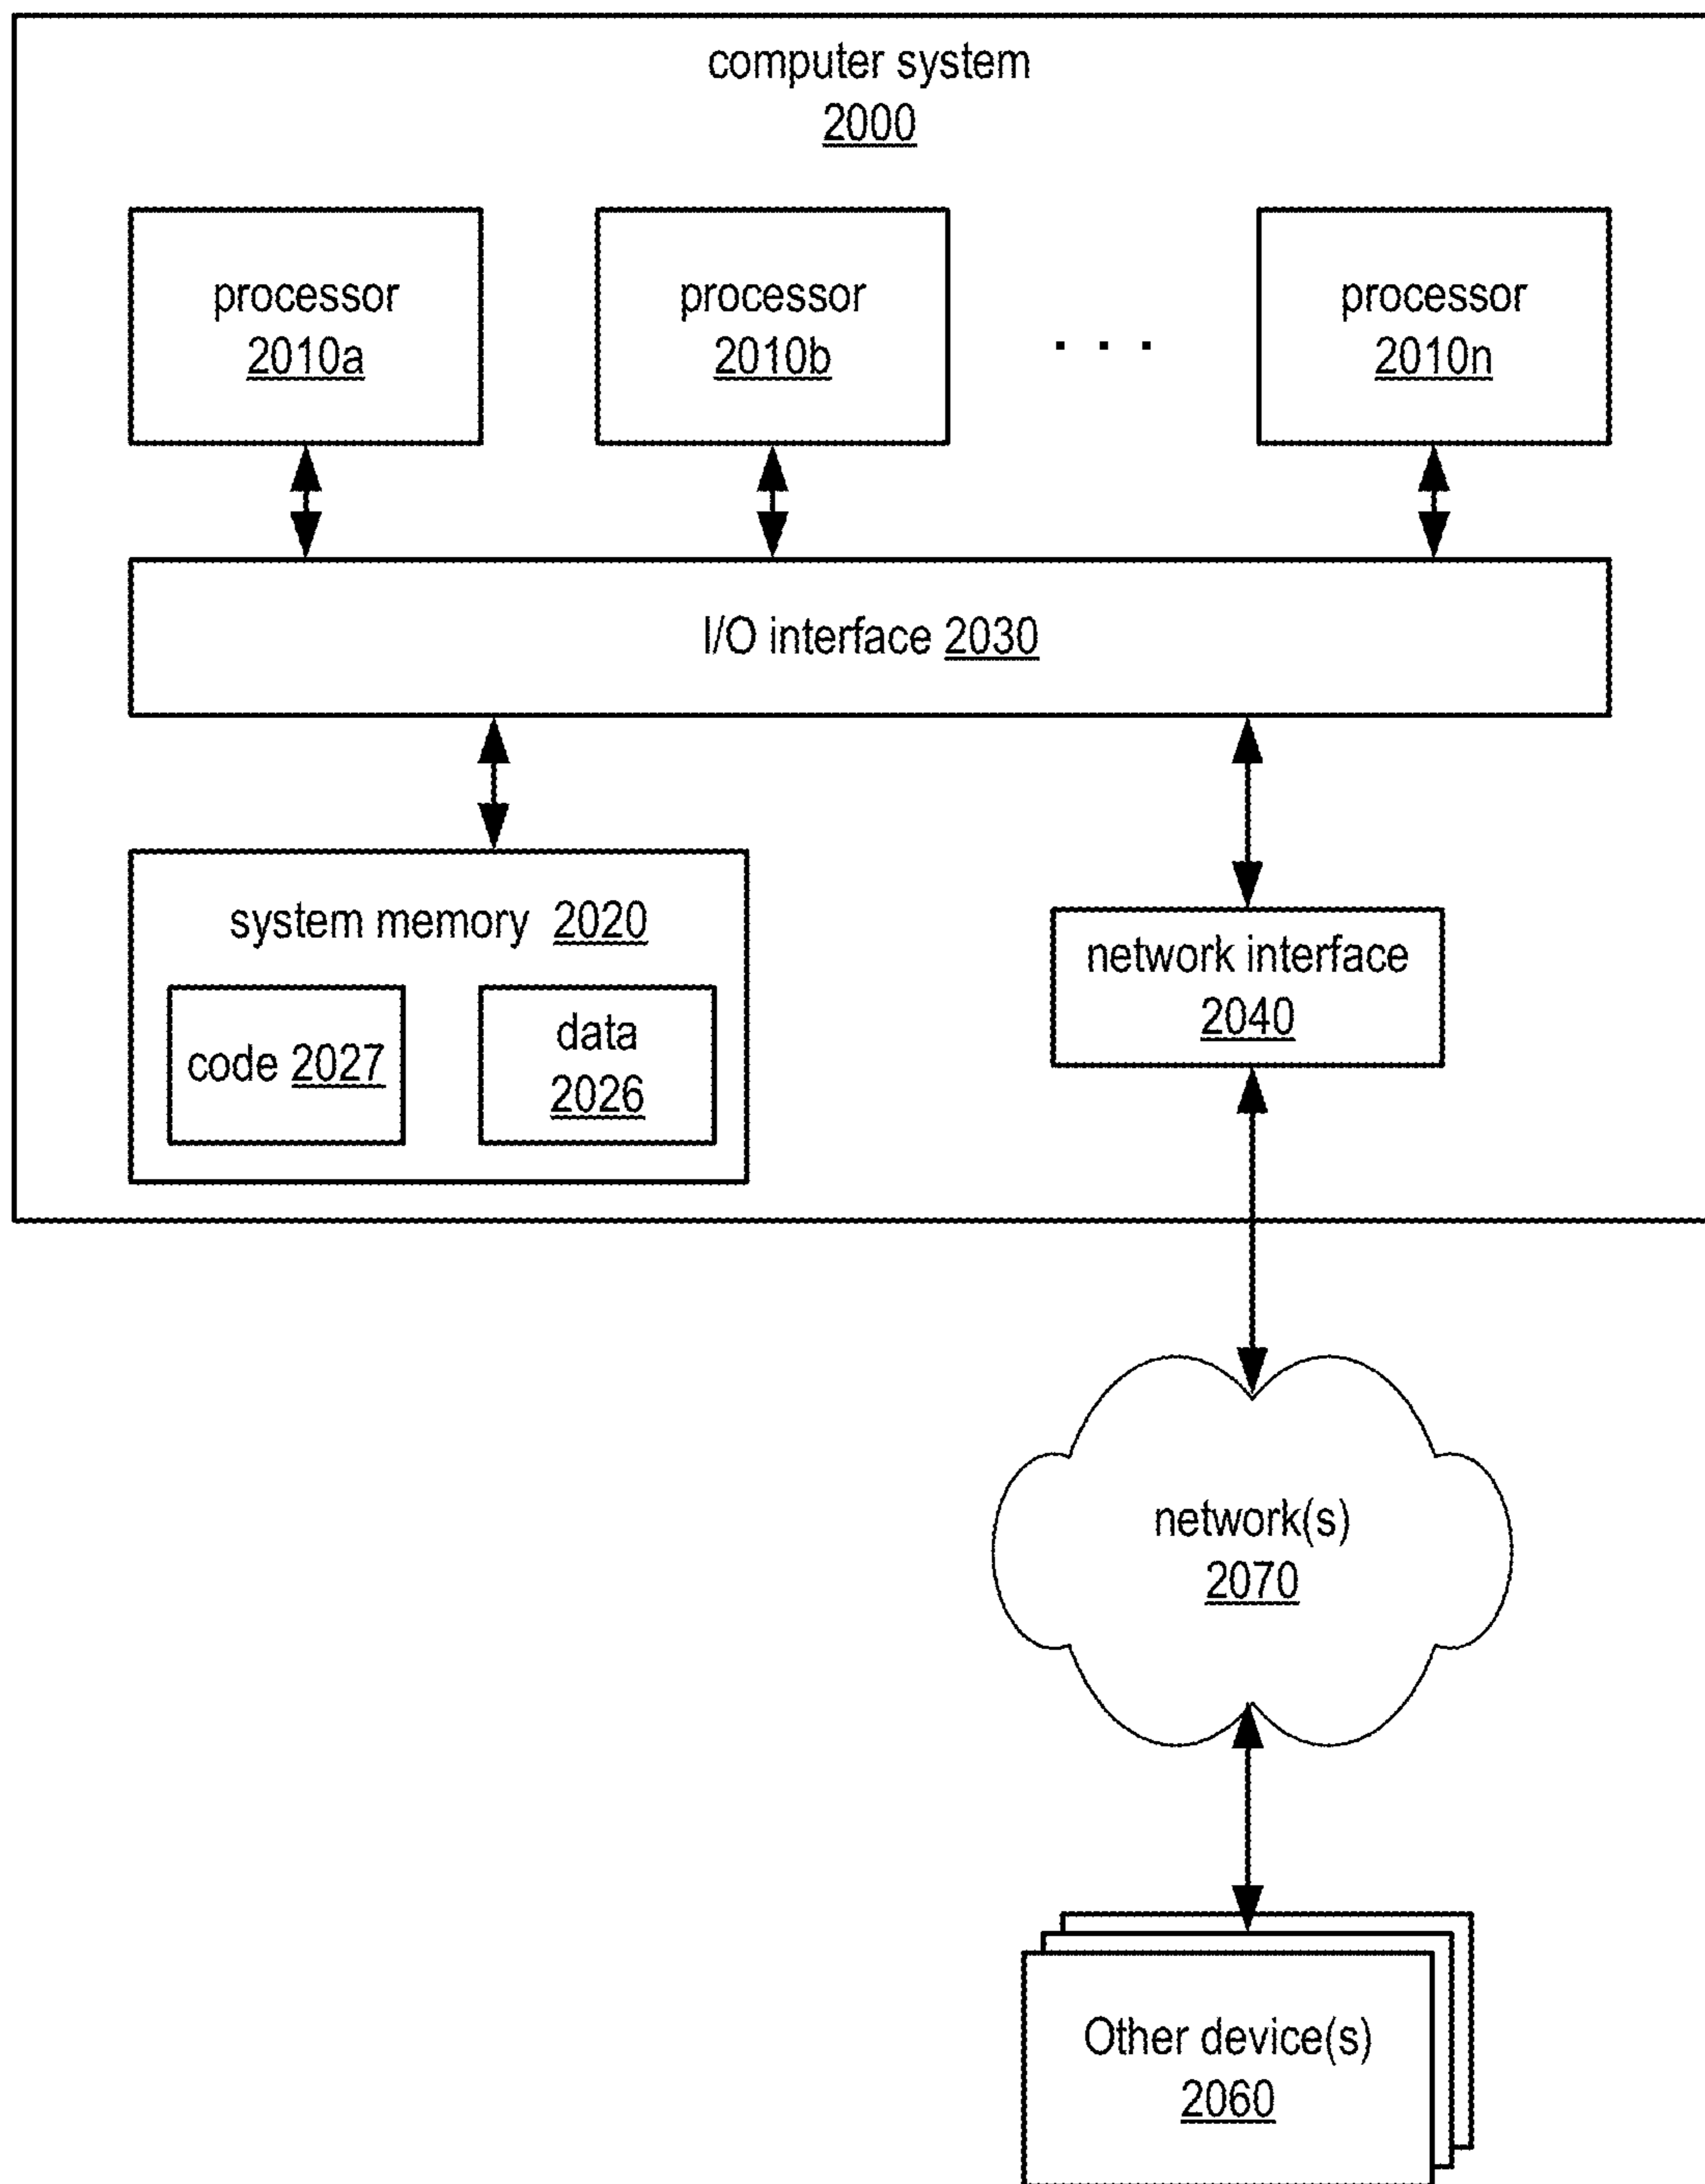 computer system
2000
processor
2010a
processor
2010b
. . .
processor
2010n
I/O interface 2030
system memory 2020
code 2027
data
2026
network interface
2040
network(s)
2070
Other device(s)
2060